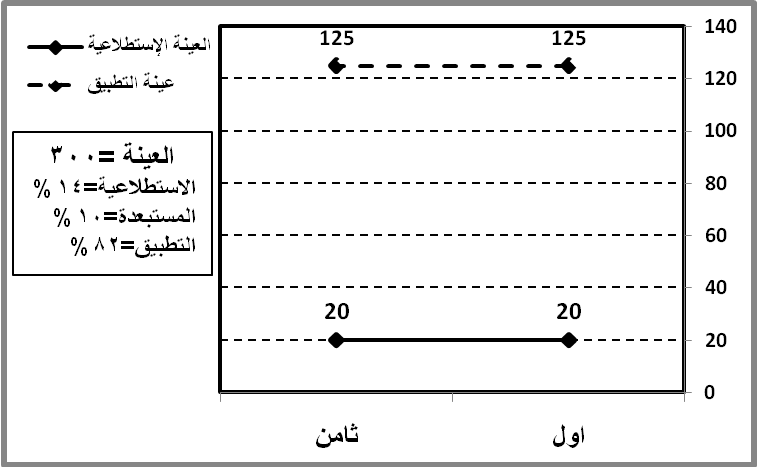 العينة الإستطلاعية
عينة التطبيق
العينة =٣٠٠
الاستطلاعية=١٤ %
المستبعدة=١٠ %
التطبيق=٨٢ %
125 125
20 20
140
120
100
80
60
40
20
0
اول ثامن